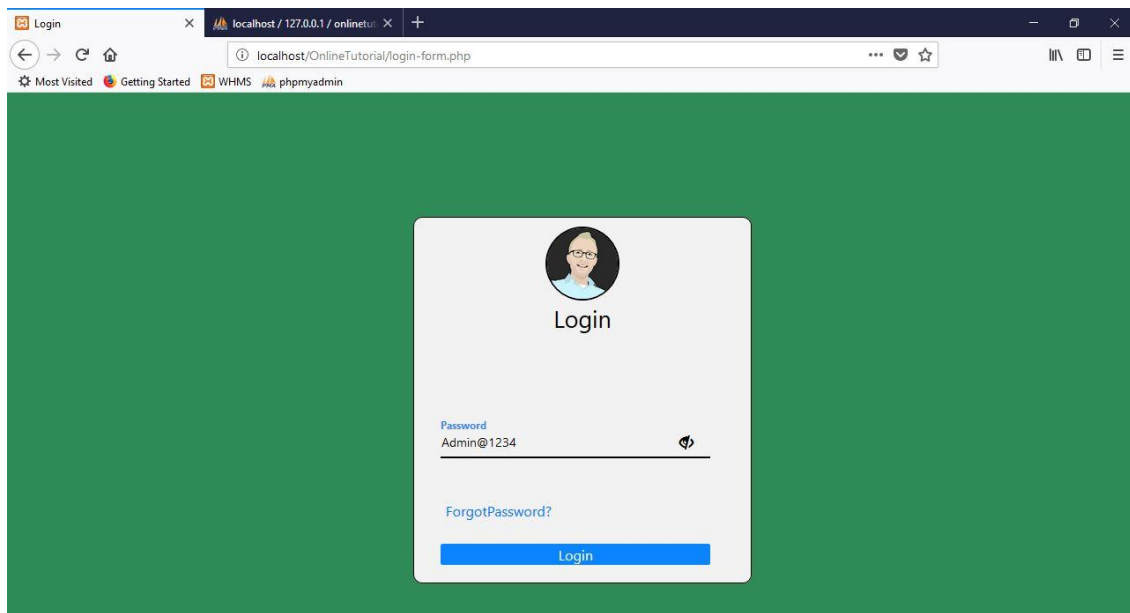 Login localhost / 127.0.0.1 / onlinetut
localhost/OnlineTutorial/login-form.php
Most Visited Getting Started WHMS phpmyadmin
Login
Password
Admin@1234
ForgotPassword?
Login